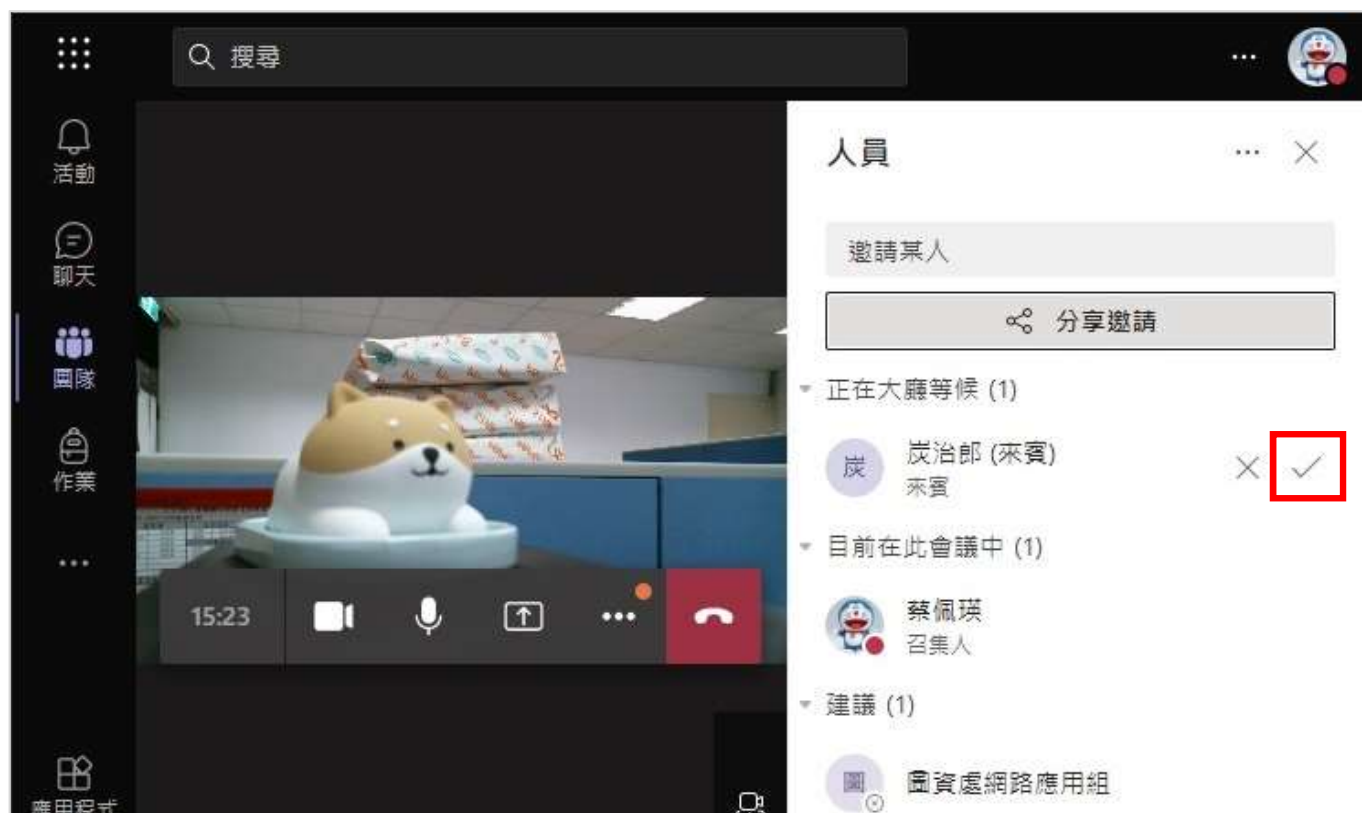 搜尋
活動
聊天
團隊
作業
應用程式
15:23
人員
邀請某人
分享邀請
正在大廳等候 (1)
炭
炭治郎 (來賓)
來賓
目前在此會議中 (1)
蔡佩瑛
召集人
建議 (1)
圖
圖資處網路應用組